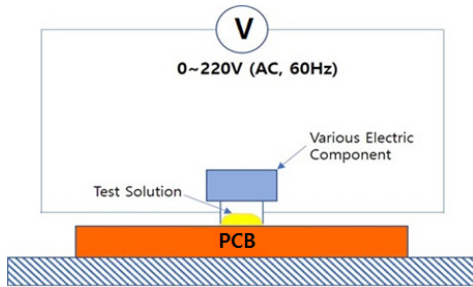 V
0~220V (AC, 60Hz)
Various Electric
Component
Test Solution
PCB